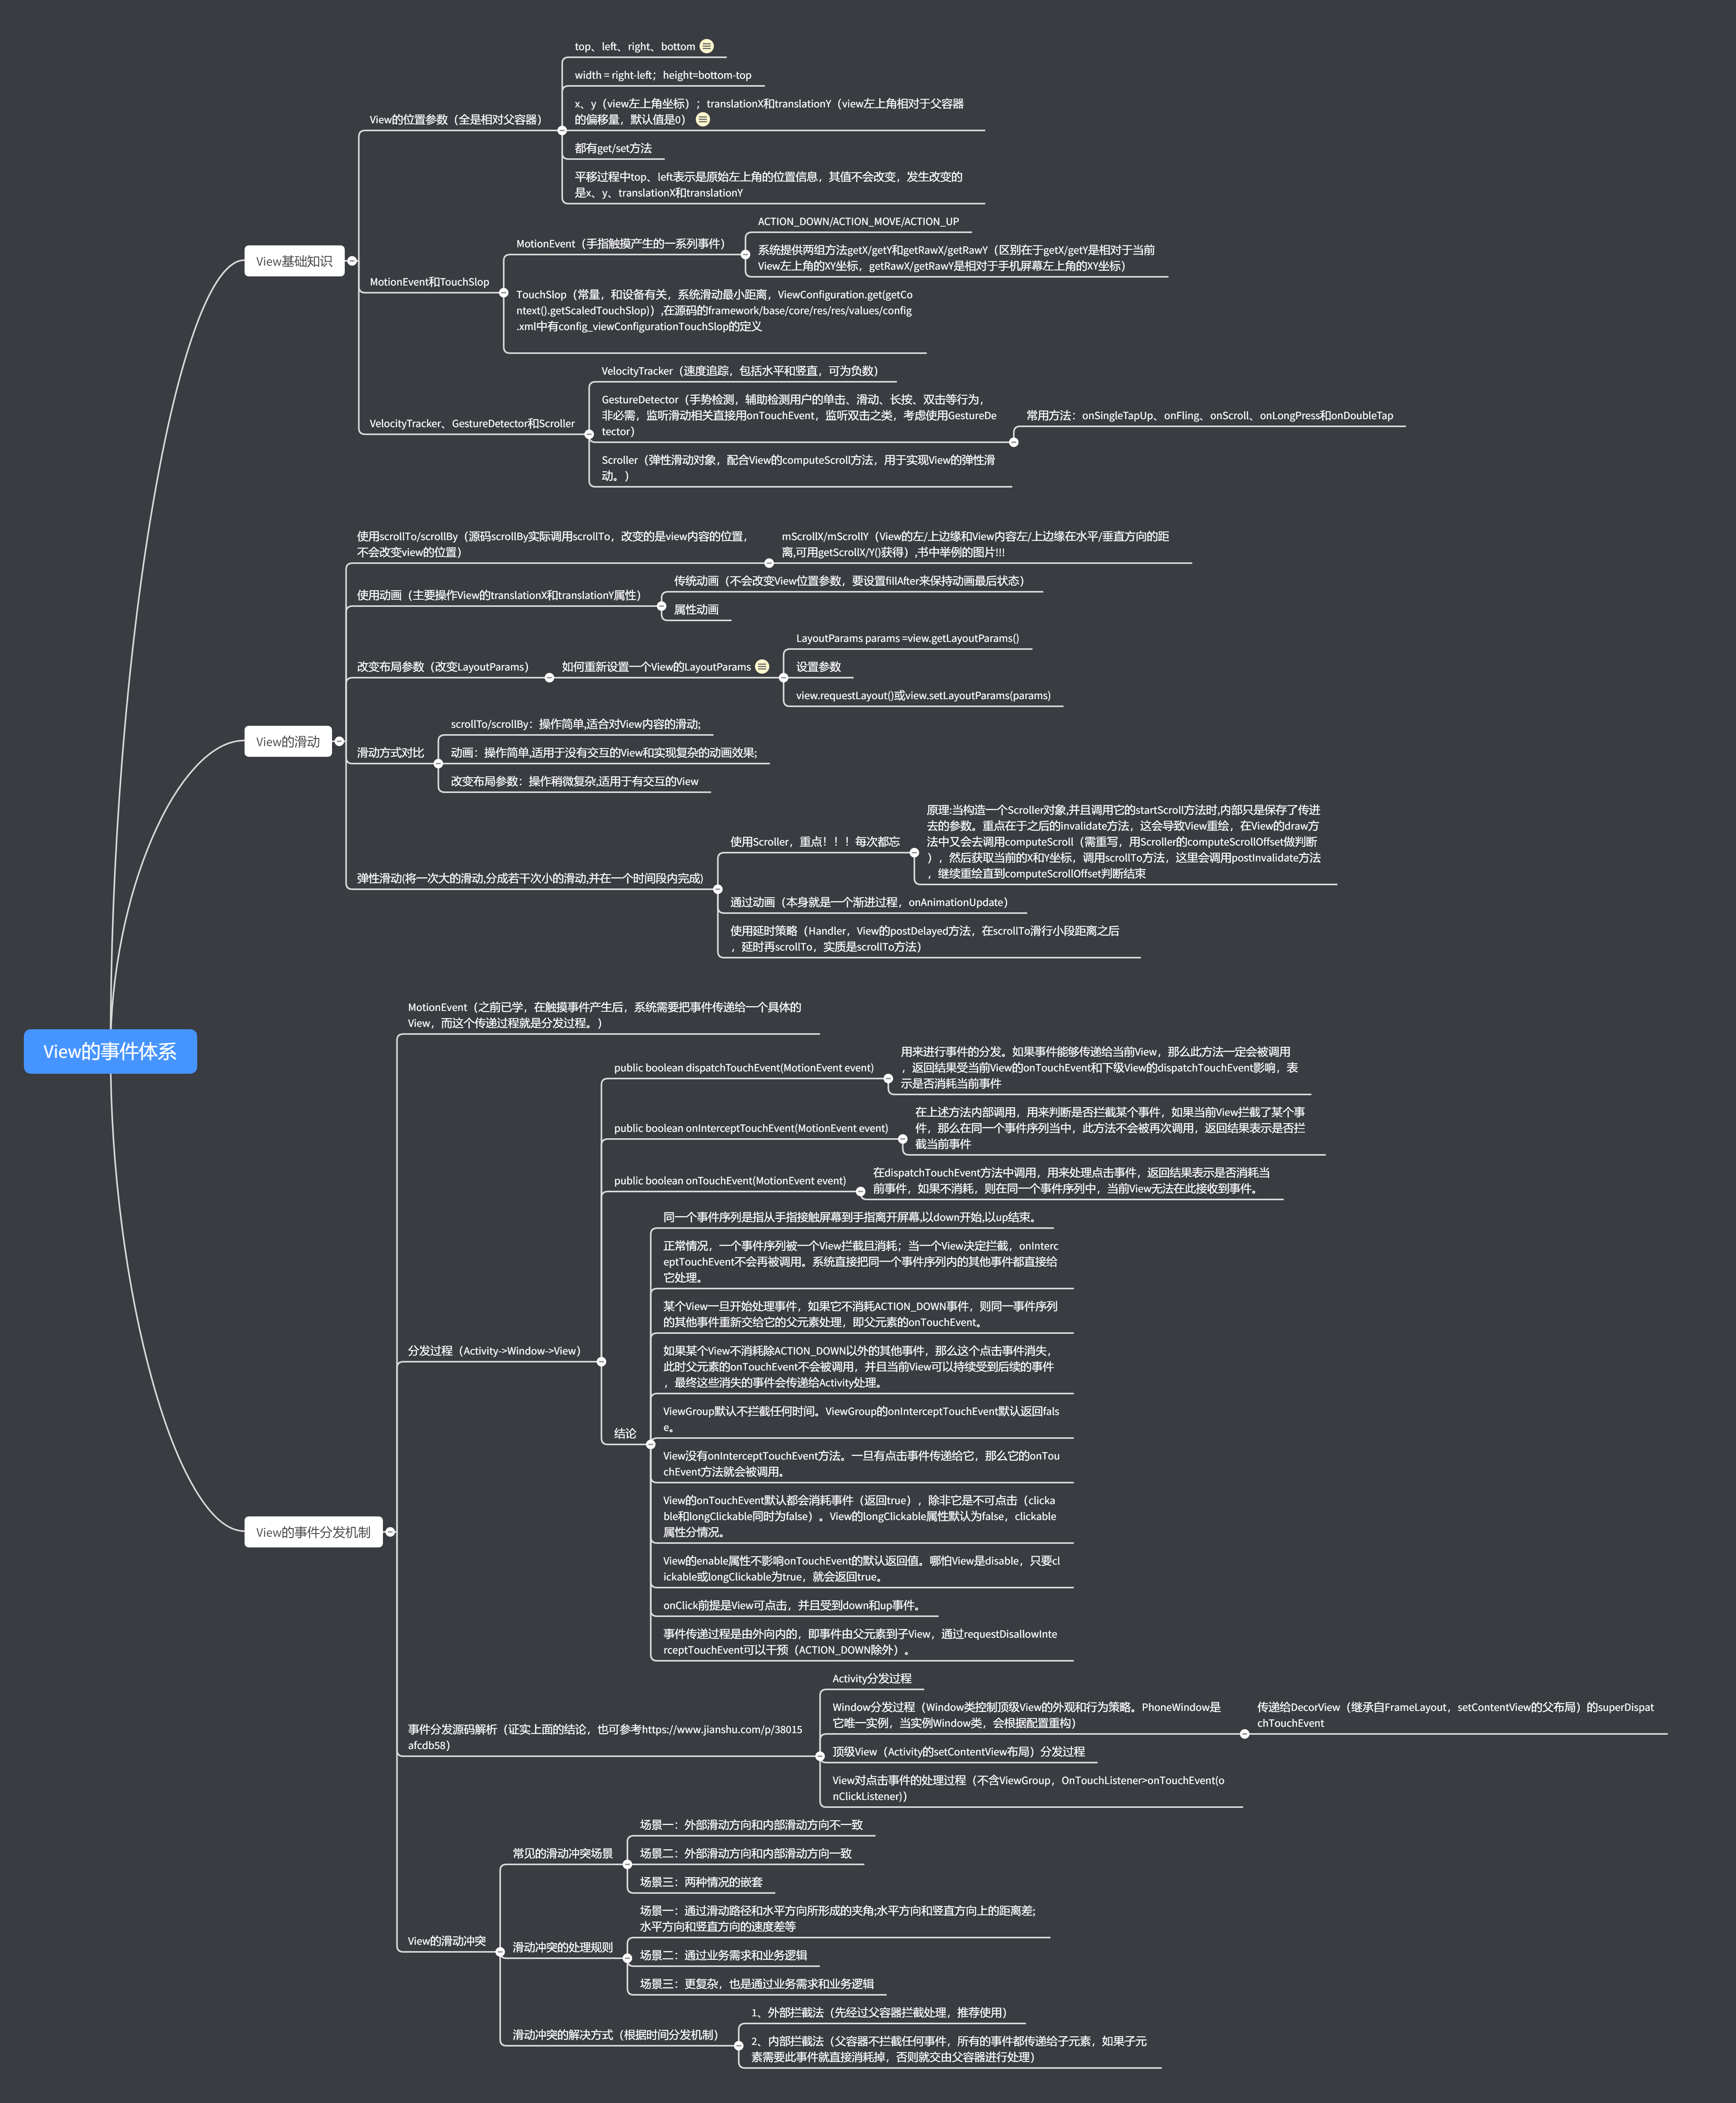 top、left、right、bottom
width = right-left；height=bottom-top
x、y（view左上角坐标）；translationX和translationY（view左上角相对于父容器
的偏移量，默认值是0）
View的位置参数（全是相对父容器）
都有get/set方法
平移过程中top、left表示是原始左上角的位置信息，其值不会改变，发生改变的
是x、y、translationX和translationY
ACTION_DOWN/ACTION_MOVE/ACTION_UP
MotionEvent（手指触摸产生的一系列事件）
系统提供两组方法getX/getY和getRawX/getRawY（区别在于getX/getY是相对于当前
View左上角的XY坐标，getRawX/getRawY是相对于手机屏幕左上角的XY坐标）
View基础知识
MotionEvent和TouchSlop
TouchSlop（常量，和设备有关，系统滑动最小距离，ViewConfiguration.get(getCo
ntext().getScaledTouchSlop)）,在源码的framework/base/core/res/res/values/config
.xml中有config_viewConfigurationTouchSlop的定义
VelocityTracker（速度追踪，包括水平和竖直，可为负数）
GestureDetector（手势检测，辅助检测用户的单击、滑动、长按、双击等行为，
非必需，监听滑动相关直接用onTouchEvent，监听双击之类，考虑使用GestureDe
tector）
常用方法：onSingleTapUp、onFling、onScroll、onLongPress和onDoubleTap
VelocityTracker、GestureDetector和Scroller
Scroller（弹性滑动对象，配合View的computeScroll方法，用于实现View的弹性滑
动。）
使用scrollTo/scrollBy（源码scrollBy实际调用scrollTo，改变的是view内容的位置，
不会改变view的位置）
mScrollX/mScrollY（View的左/上边缘和View内容左/上边缘在水平/垂直方向的距
离,可用getScrollX/Y()获得）,书中举例的图片!!!
传统动画（不会改变View位置参数，要设置fillAfter来保持动画最后状态）
使用动画（主要操作View的translationX和translationY属性）
属性动画
LayoutParams params =view.getLayoutParams()
改变布局参数（改变LayoutParams）
如何重新设置一个View的LayoutParams
设置参数
view.requestLayout()或view.setLayoutParams(params)
View的滑动
scrollTo/scrollBy：操作简单,适合对View内容的滑动;
滑动方式对比
动画：操作简单,适用于没有交互的View和实现复杂的动画效果;
改变布局参数：操作稍微复杂,适用于有交互的View
原理:当构造一个Scroller对象,并且调用它的startScroll方法时,内部只是保存了传进
去的参数。重点在于之后的invalidate方法，这会导致View重绘，在View的draw方
法中又会去调用computeScroll（需重写，用Scroller的computeScrollOffset做判断
），然后获取当前的X和Y坐标，调用scrollTo方法，这里会调用postInvalidate方法
，继续重绘直到computeScrollOffset判断结束
使用Scroller，重点！！！每次都忘
弹性滑动(将一次大的滑动,分成若干次小的滑动,并在一个时间段内完成)
通过动画（本身就是一个渐进过程，onAnimationUpdate）
使用延时策略（Handler，View的postDelayed方法，在scrollTo滑行小段距离之后
，延时再scrollTo，实质是scrollTo方法）
View的事件体系
MotionEvent（之前已学，在触摸事件产生后，系统需要把事件传递给一个具体的
View，而这个传递过程就是分发过程。）
public boolean dispatchTouchEvent(MotionEvent event)
用来进行事件的分发。如果事件能够传递给当前View，那么此方法一定会被调用
，返回结果受当前View的onTouchEvent和下级View的dispatchTouchEvent影响，表
示是否消耗当前事件
public boolean onInterceptTouchEvent(MotionEvent event)
在上述方法内部调用，用来判断是否拦截某个事件，如果当前View拦截了某个事
件，那么在同一个事件序列当中，此方法不会被再次调用，返回结果表示是否拦
截当前事件
public boolean onTouchEvent(MotionEvent event)
在dispatchTouchEvent方法中调用，用来处理点击事件，返回结果表示是否消耗当
前事件，如果不消耗，则在同一个事件序列中，当前View无法在此接收到事件。
分发过程（Activity->Window->View）
同一个事件序列是指从手指接触屏幕到手指离开屏幕,以down开始,以up结束。
正常情况，一个事件序列被一个View拦截且消耗；当一个View决定拦截，onInterc
eptTouchEvent不会再被调用。系统直接把同一个事件序列内的其他事件都直接给
它处理。
某个View一旦开始处理事件，如果它不消耗ACTION_DOWN事件，则同一事件序列
的其他事件重新交给它的父元素处理，即父元素的onTouchEvent。
如果某个View不消耗除ACTION_DOWN以外的其他事件，那么这个点击事件消失，
此时父元素的onTouchEvent不会被调用，并且当前View可以持续受到后续的事件
，最终这些消失的事件会传递给Activity处理。
ViewGroup默认不拦截任何时间。ViewGroup的onInterceptTouchEvent默认返回fals
e。
结论
View没有onInterceptTouchEvent方法。一旦有点击事件传递给它，那么它的onTou
chEvent方法就会被调用。
View的onTouchEvent默认都会消耗事件（返回true），除非它是不可点击（clicka
ble和longClickable同时为false）。View的longClickable属性默认为false，clickable
属性分情况。
View的enable属性不影响onTouchEvent的默认返回值。哪怕View是disable，只要cl
ickable或longClickable为true，就会返回true。
onClick前提是View可点击，并且受到down和up事件。
事件传递过程是由外向内的，即事件由父元素到子View，通过requestDisallowInte
rceptTouchEvent可以干预（ACTION_DOWN除外）。
View的事件分发机制
Activity分发过程
Window分发过程（Window类控制顶级View的外观和行为策略。PhoneWindow是
它唯一实例，当实例Window类，会根据配置重构）
传递给DecorView（继承自FrameLayout，setContentView的父布局）的superDispat
chTouchEvent
事件分发源码解析（证实上面的结论，也可参考https://www.jianshu.com/p/38015
afcdb58）
顶级View（Activity的setContentView布局）分发过程
View对点击事件的处理过程（不含ViewGroup，OnTouchListener>onTouchEvent(o
nClickListener)）
场景一：外部滑动方向和内部滑动方向不一致
常见的滑动冲突场景
场景二：外部滑动方向和内部滑动方向一致
场景三：两种情况的嵌套
场景一：通过滑动路径和水平方向所形成的夹角;水平方向和竖直方向上的距离差;
水平方向和竖直方向的速度差等
View的滑动冲突
滑动冲突的处理规则
场景二：通过业务需求和业务逻辑
场景三：更复杂，也是通过业务需求和业务逻辑
1、外部拦截法（先经过父容器拦截处理，推荐使用）
滑动冲突的解决方式（根据时间分发机制）
2、内部拦截法（父容器不拦截任何事件，所有的事件都传递给子元素，如果子元
素需要此事件就直接消耗掉，否则就交由父容器进行处理）